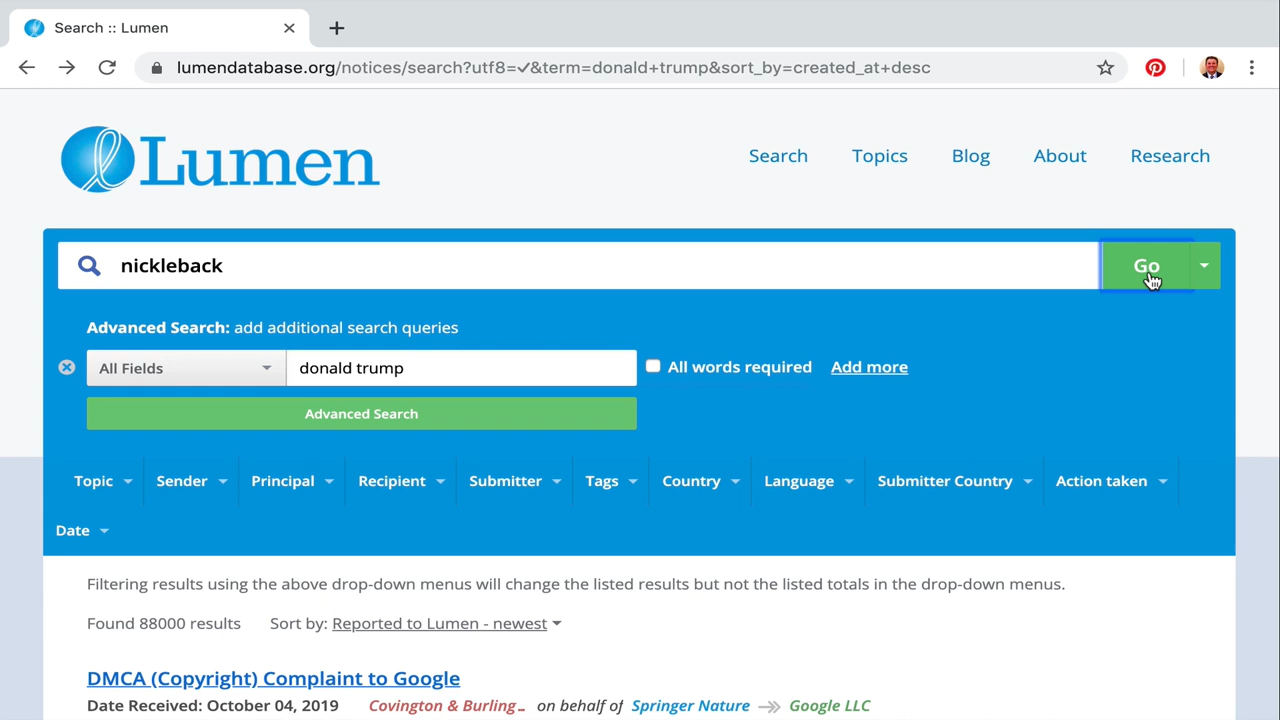 Search :: Lumen
lumendatabase.org/notices/search?utf8=✓&term=donald+trump&sort_by=created_at+desc
Lumen
Search Topics Blog About Research
nickleback Go
Advanced Search: add additional search queries
All Fields donald trump All words required Add more
Advanced Search
Topic Sender Principal Recipient Submitter Tags Country Language Submitter Country Action taken
Date
Filtering results using the above drop-down menus will change the listed results but not the listed totals in the drop-down menus.
Found 88000 results Sort by: Reported to Lumen - newest
DMCA (Copyright) Complaint to Google
Date Received: October 04, 2019 Covington & Burling... on behalf of Springer Nature Google LLC